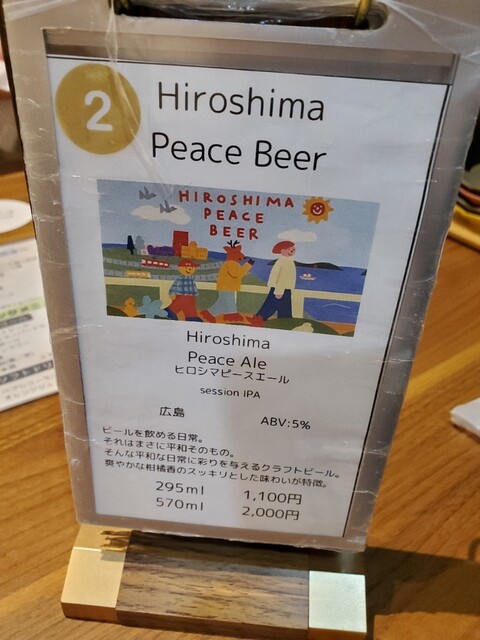 2
Hiroshima
Peace Beer
HIROSHIMA
PEACE
BEER
Hiroshima
Peace Ale
ヒロシマピースエール
session IPA
広島
ABV:5%
ビールを飲める日常。
それはまさに平和そのもの。
そんな平和な日常に彩りを与えるクラフトビール。
爽やかな柑橘香のスッキリとした味わいが特徴。
295ml 1,100円
570ml 2,000円